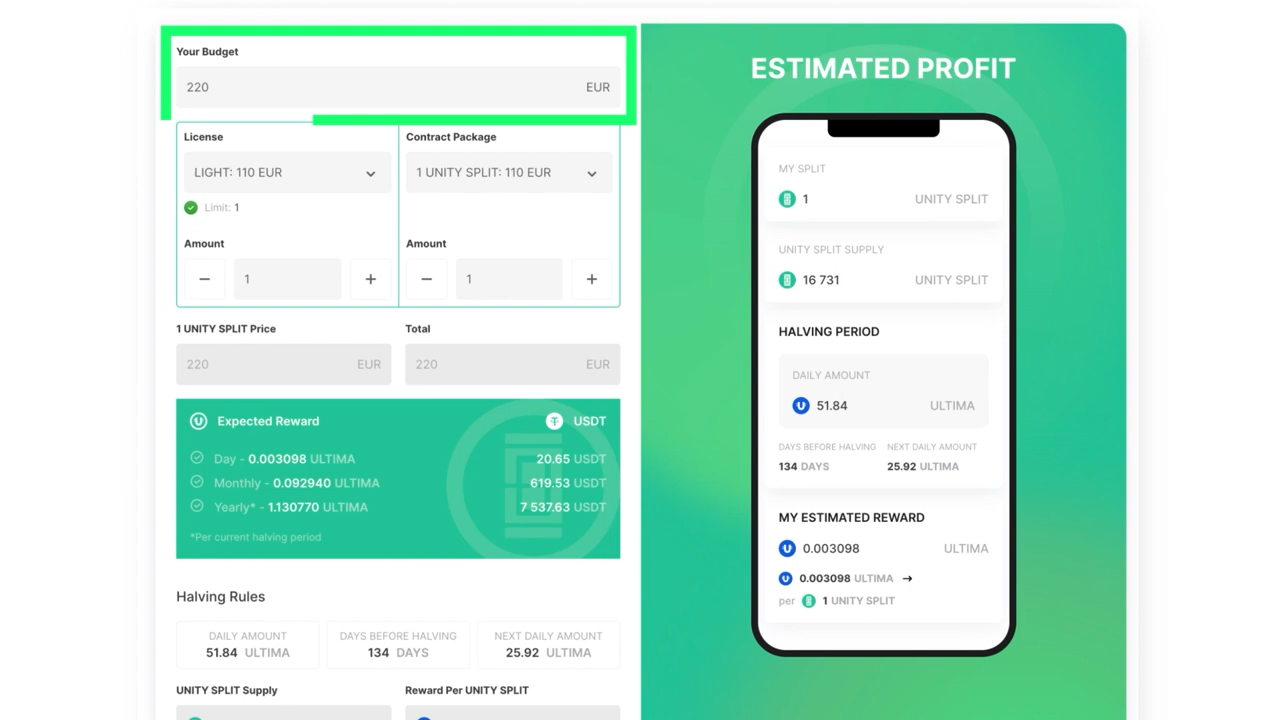 Your Budget
220 EUR
License
Contract Package
LIGHT: 110 EUR
1 UNITY SPLIT: 110 EUR
Limit: 1
Amount
Amount
− 1 +
− 1 +
1 UNITY SPLIT Price
Total
220 EUR
220 EUR
Expected Reward
USDT
Day - 0.003098 ULTIMA
20.65 USDT
Monthly - 0.092940 ULTIMA
619.53 USDT
Yearly* - 1.130770 ULTIMA
7 537.63 USDT
*Per current halving period
Halving Rules
DAILY AMOUNT
51.84 ULTIMA
DAYS BEFORE HALVING
134 DAYS
NEXT DAILY AMOUNT
25.92 ULTIMA
UNITY SPLIT Supply
Reward Per UNITY SPLIT
ESTIMATED PROFIT
MY SPLIT
1 UNITY SPLIT
UNITY SPLIT SUPPLY
16 731 UNITY SPLIT
HALVING PERIOD
DAILY AMOUNT
51.84 ULTIMA
DAYS BEFORE HALVING
134 DAYS
NEXT DAILY AMOUNT
25.92 ULTIMA
MY ESTIMATED REWARD
0.003098 ULTIMA
0.003098 ULTIMA →
per 1 UNITY SPLIT